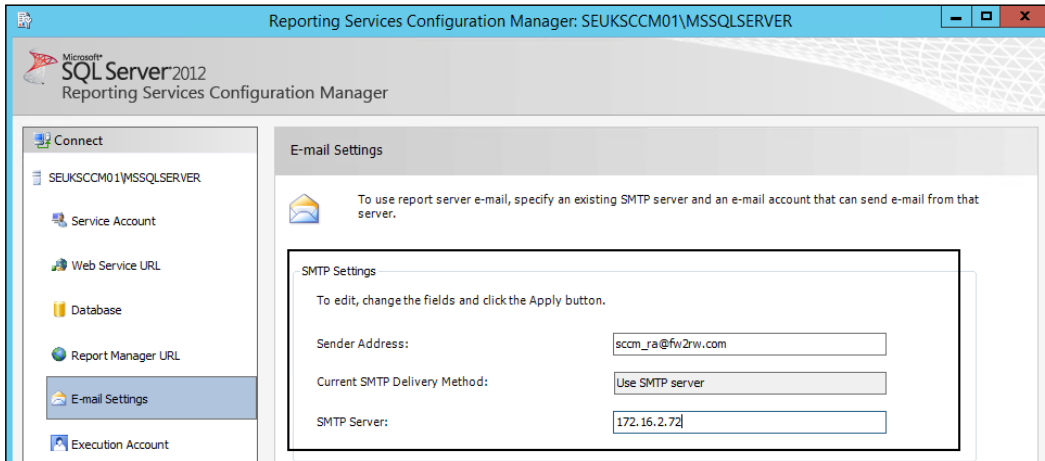 Reporting Services Configuration Manager: SEUKSCCM01\MSSQLSERVER
Microsoft®
SQL Server 2012
Reporting Services Configuration Manager
Connect
SEUKSCCM01\MSSQLSERVER
Service Account
Web Service URL
Database
Report Manager URL
E-mail Settings
Execution Account
E-mail Settings
To use report server e-mail, specify an existing SMTP server and an e-mail account that can send e-mail from that
server.
SMTP Settings
To edit, change the fields and click the Apply button.
Sender Address: sccm_ra@fw2rw.com
Current SMTP Delivery Method: Use SMTP server
SMTP Server: 172.16.2.72